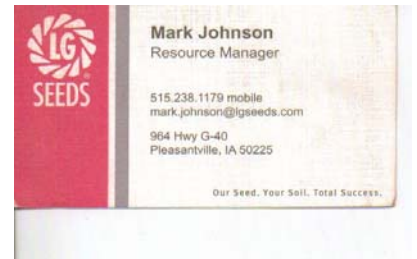 LG
SEEDS
Mark Johnson
Resource Manager
515.238.1179 mobile
mark.johnson@lgseeds.com
964 Hwy G-40
Pleasantville, IA 50225
Our Seed. Your Soil. Total Success.